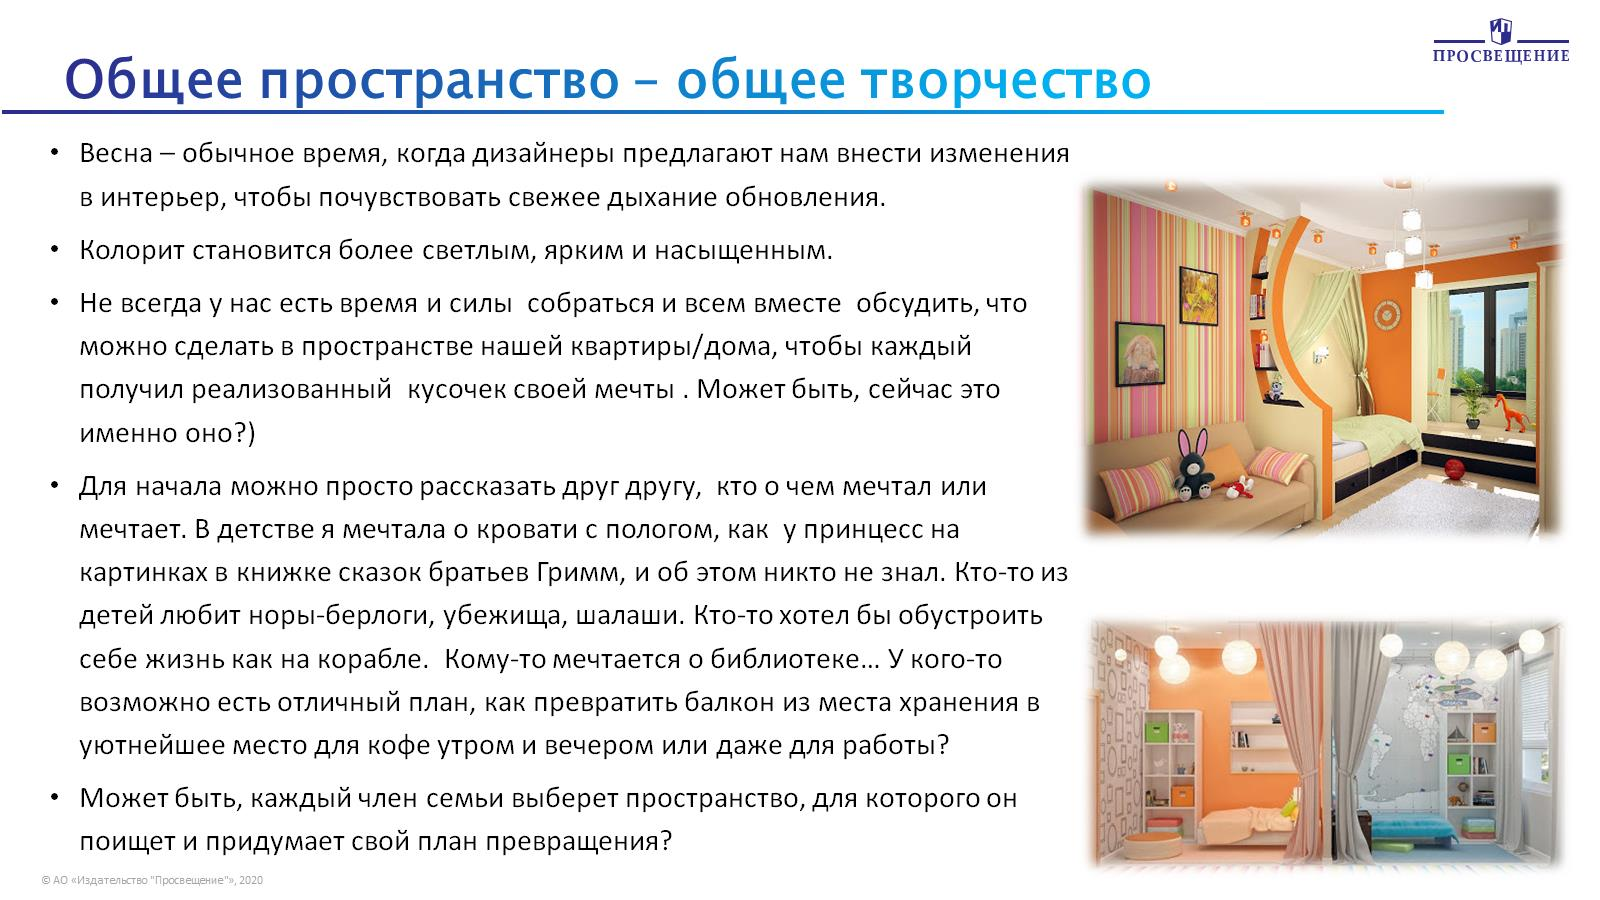 Общее пространство – общее творчество
ПРОСВЕЩЕНИЕ
• Весна – обычное время, когда дизайнеры предлагают нам внести изменения
в интерьер, чтобы почувствовать свежее дыхание обновления.
• Колорит становится более светлым, ярким и насыщенным.
• Не всегда у нас есть время и силы  собраться и всем вместе  обсудить, что
можно сделать в пространстве нашей квартиры/дома, чтобы каждый
получил реализованный  кусочек своей мечты . Может быть, сейчас это
именно оно?)
• Для начала можно просто рассказать друг другу,  кто о чем мечтал или
мечтает. В детстве я мечтала о кровати с пологом, как  у принцесс на
картинках в книжке сказок братьев Гримм, и об этом никто не знал. Кто-то из
детей любит норы-берлоги, убежища, шалаши. Кто-то хотел бы обустроить
себе жизнь как на корабле.  Кому-то мечтается о библиотеке… У кого-то
возможно есть отличный план, как превратить балкон из места хранения в
уютнейшее место для кофе утром и вечером или даже для работы?
• Может быть, каждый член семьи выберет пространство, для которого он
поищет и придумает свой план превращения?
© АО «Издательство "Просвещение"», 2020